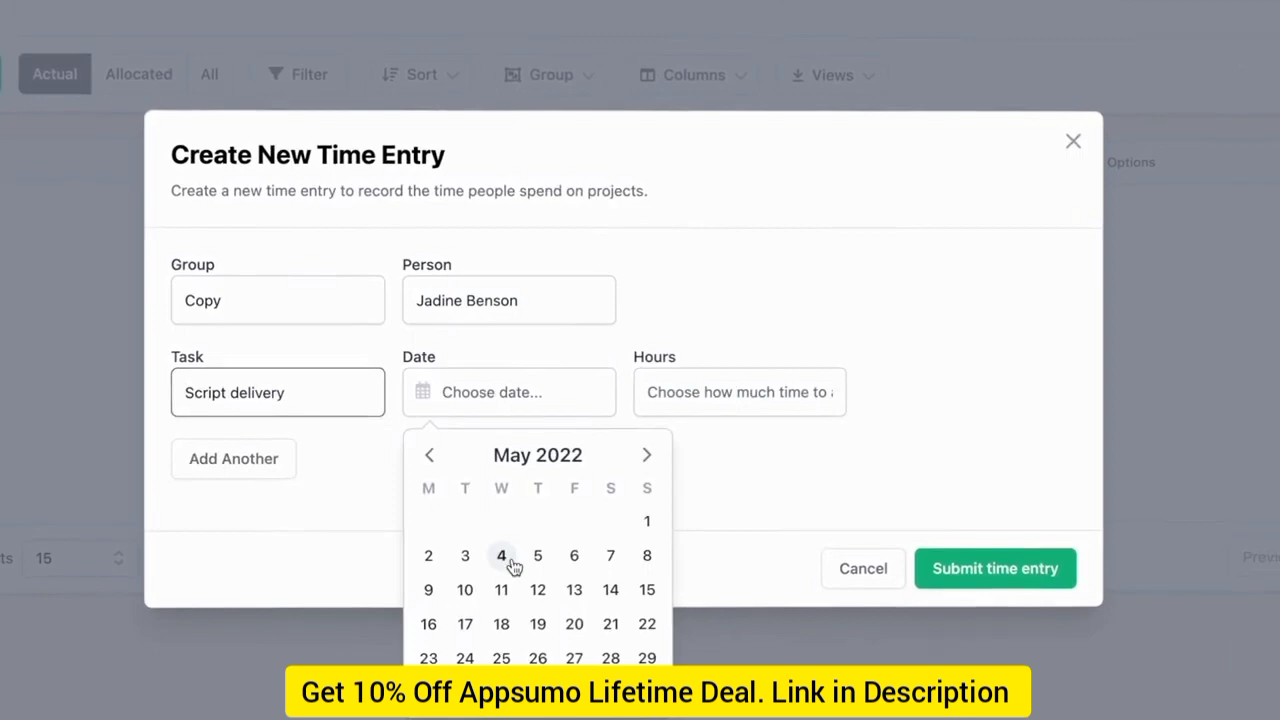 Actual Allocated All Filter Sort Group Columns Views
Create New Time Entry
Options
Create a new time entry to record the time people spend on projects.
Group Person
Copy Jadine Benson
Task Date Hours
Script delivery Choose date... Choose how much time to
Add Another
May 2022
M T W T F S S
1
2 3 4 5 6 7 8
9 10 11 12 13 14 15
16 17 18 19 20 21 22
23 24 25 26 27 28 29
15
Cancel Submit time entry
Get 10% Off Appsumo Lifetime Deal. Link in Description